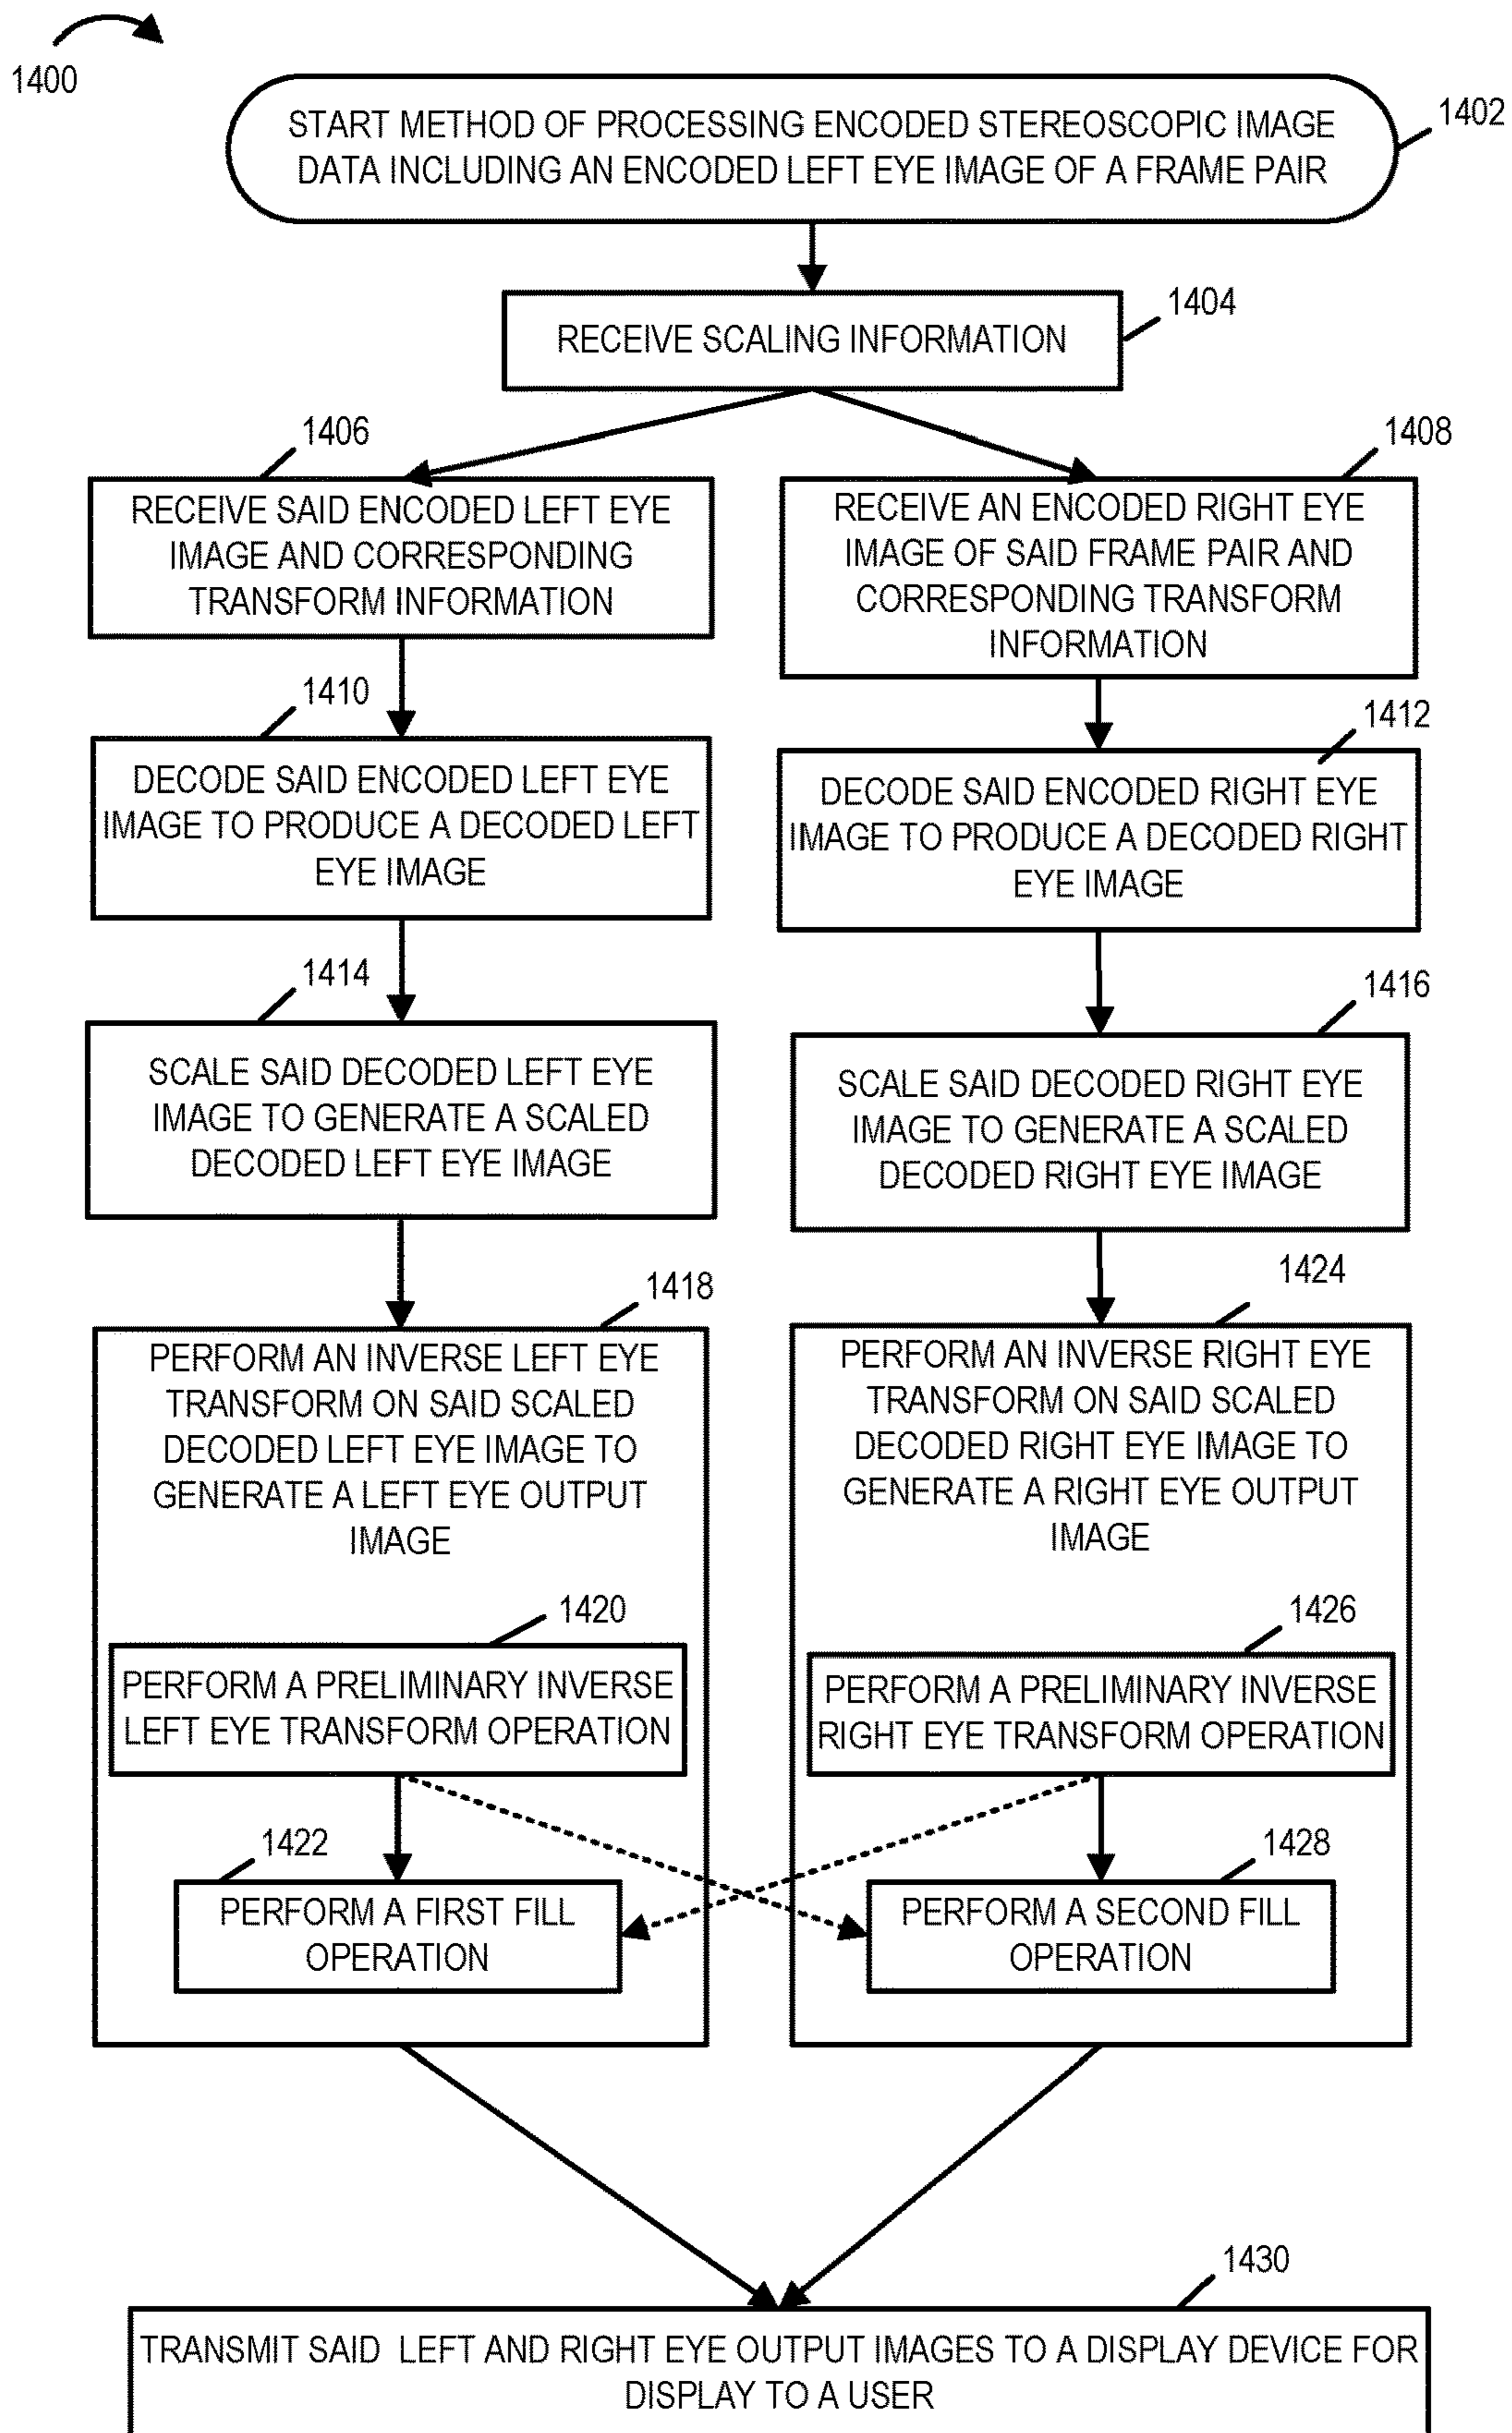 1400
START METHOD OF PROCESSING ENCODED STEREOSCOPIC IMAGE
DATA INCLUDING AN ENCODED LEFT EYE IMAGE OF A FRAME PAIR
1402
RECEIVE SCALING INFORMATION
1404
1406
RECEIVE SAID ENCODED LEFT EYE
IMAGE AND CORRESPONDING
TRANSFORM INFORMATION
1408
RECEIVE AN ENCODED RIGHT EYE
IMAGE OF SAID FRAME PAIR AND
CORRESPONDING TRANSFORM
INFORMATION
1410
DECODE SAID ENCODED LEFT EYE
IMAGE TO PRODUCE A DECODED LEFT
EYE IMAGE
1412
DECODE SAID ENCODED RIGHT EYE
IMAGE TO PRODUCE A DECODED RIGHT
EYE IMAGE
1414
SCALE SAID DECODED LEFT EYE
IMAGE TO GENERATE A SCALED
DECODED LEFT EYE IMAGE
1416
SCALE SAID DECODED RIGHT EYE
IMAGE TO GENERATE A SCALED
DECODED RIGHT EYE IMAGE
1418
PERFORM AN INVERSE LEFT EYE
TRANSFORM ON SAID SCALED
DECODED LEFT EYE IMAGE TO
GENERATE A LEFT EYE OUTPUT
IMAGE
1424
PERFORM AN INVERSE RIGHT EYE
TRANSFORM ON SAID SCALED
DECODED RIGHT EYE IMAGE TO
GENERATE A RIGHT EYE OUTPUT
IMAGE
1420
PERFORM A PRELIMINARY INVERSE
LEFT EYE TRANSFORM OPERATION
1426
PERFORM A PRELIMINARY INVERSE
RIGHT EYE TRANSFORM OPERATION
1422
PERFORM A FIRST FILL
OPERATION
1428
PERFORM A SECOND FILL
OPERATION
1430
TRANSMIT SAID LEFT AND RIGHT EYE OUTPUT IMAGES TO A DISPLAY DEVICE FOR
DISPLAY TO A USER